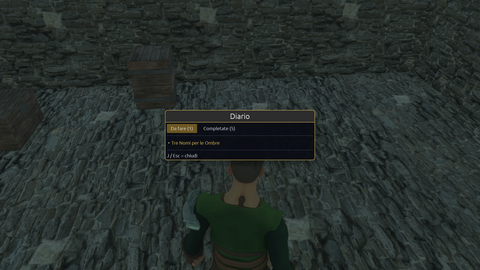 Diario
Da fare (1) Completate (5)
• Tre Nomi per le Ombre
J / Esc – chiudi